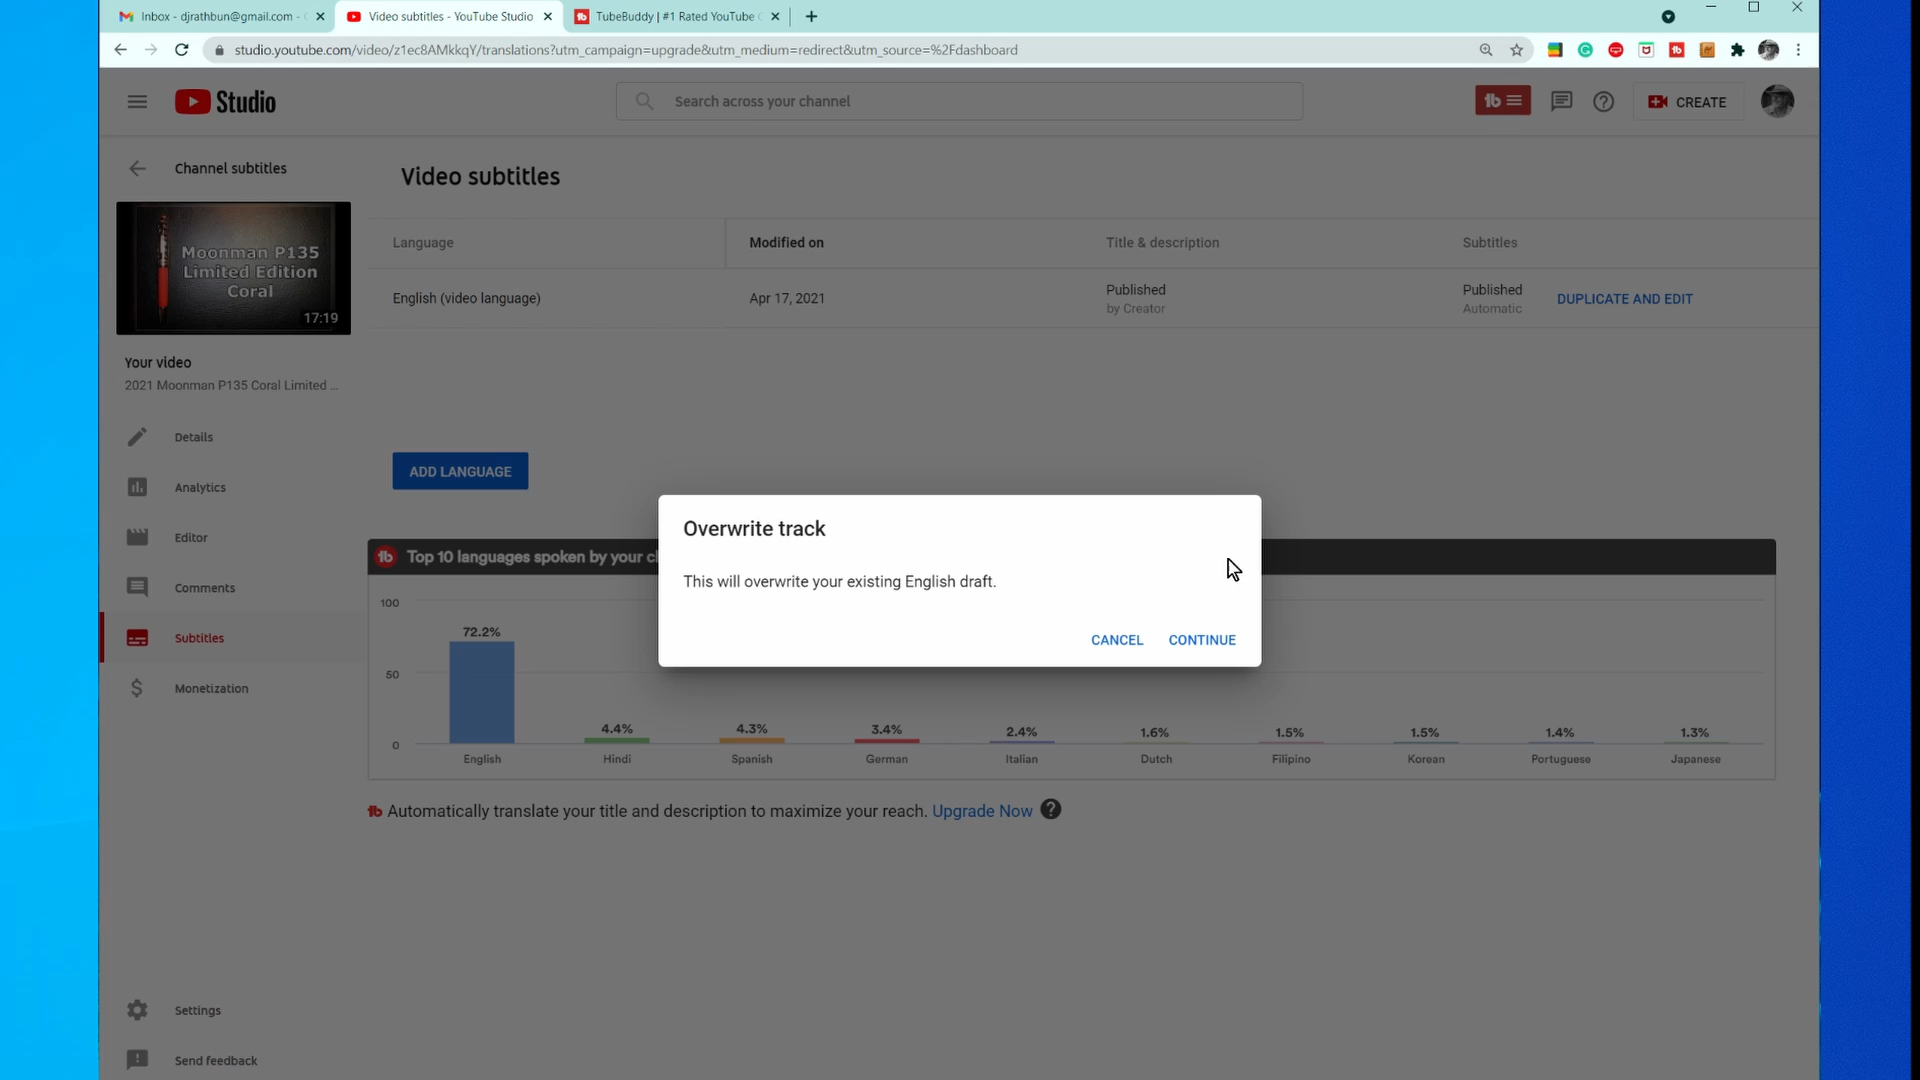 Inbox - djrathbun@gmail.com -
Video subtitles - YouTube Studio
TubeBuddy | #1 Rated YouTube
studio.youtube.com/video/z1ec8AMkkqY/translations?utm_campaign=upgrade&utm_medium=redirect&utm_source=%2Fdashboard
Studio
Search across your channel
tb
CREATE
Channel subtitles
Video subtitles
Moonman P135
Limited Edition
Coral
17:19
Language
Modified on
Title & description
Subtitles
English (video language)
Apr 17, 2021
Published
by Creator
Published
Automatic
DUPLICATE AND EDIT
Your video
2021 Moonman P135 Coral Limited ...
Details
Analytics
Editor
Comments
Subtitles
Monetization
ADD LANGUAGE
Overwrite track
This will overwrite your existing English draft.
CANCEL
CONTINUE
tb Top 10 languages spoken by your
100
50
0
72.2%
4.4%
4.3%
3.4%
2.4%
1.6%
1.5%
1.5%
1.4%
1.3%
English
Hindi
Spanish
German
Italian
Dutch
Filipino
Korean
Portuguese
Japanese
tb Automatically translate your title and description to maximize your reach. Upgrade Now
Settings
Send feedback